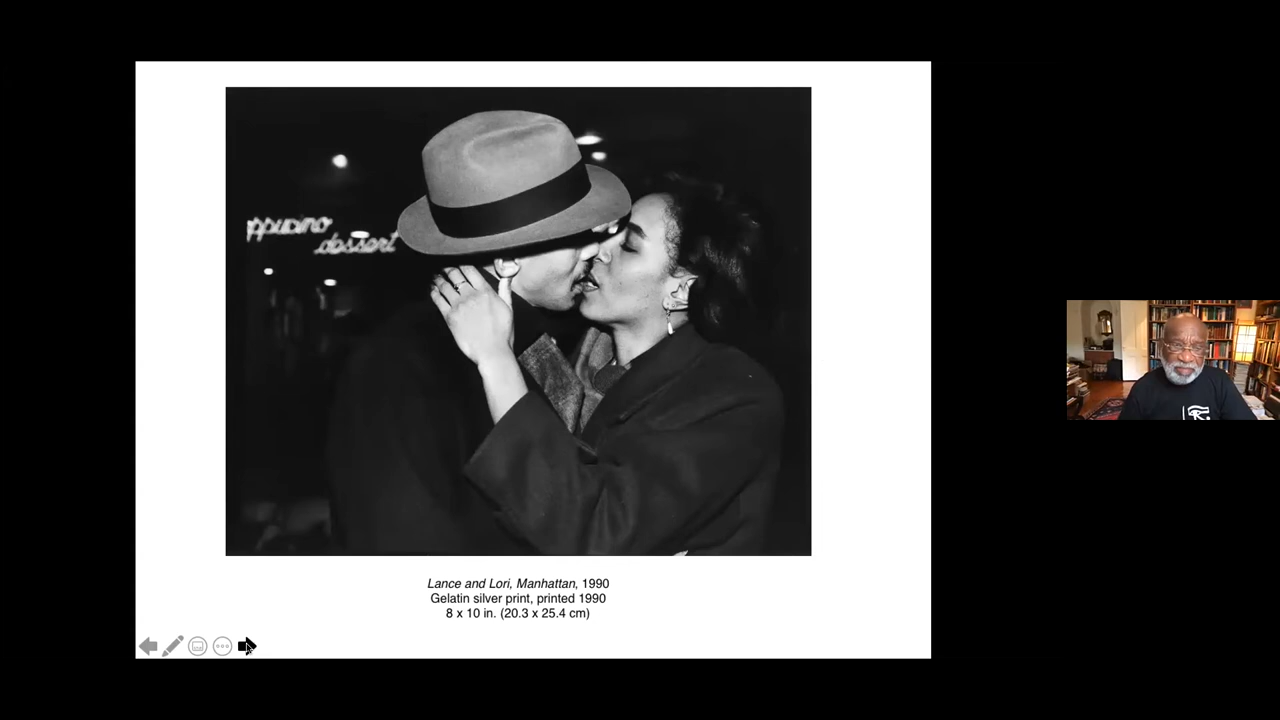 ppucino
dessert
Lance and Lori, Manhattan, 1990
Gelatin silver print, printed 1990
8 x 10 in. (20.3 x 25.4 cm)